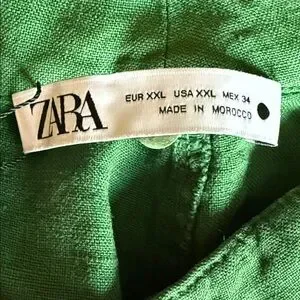 ZARA
EUR XXL USA XXL MEX 34
MADE IN MOROCCO